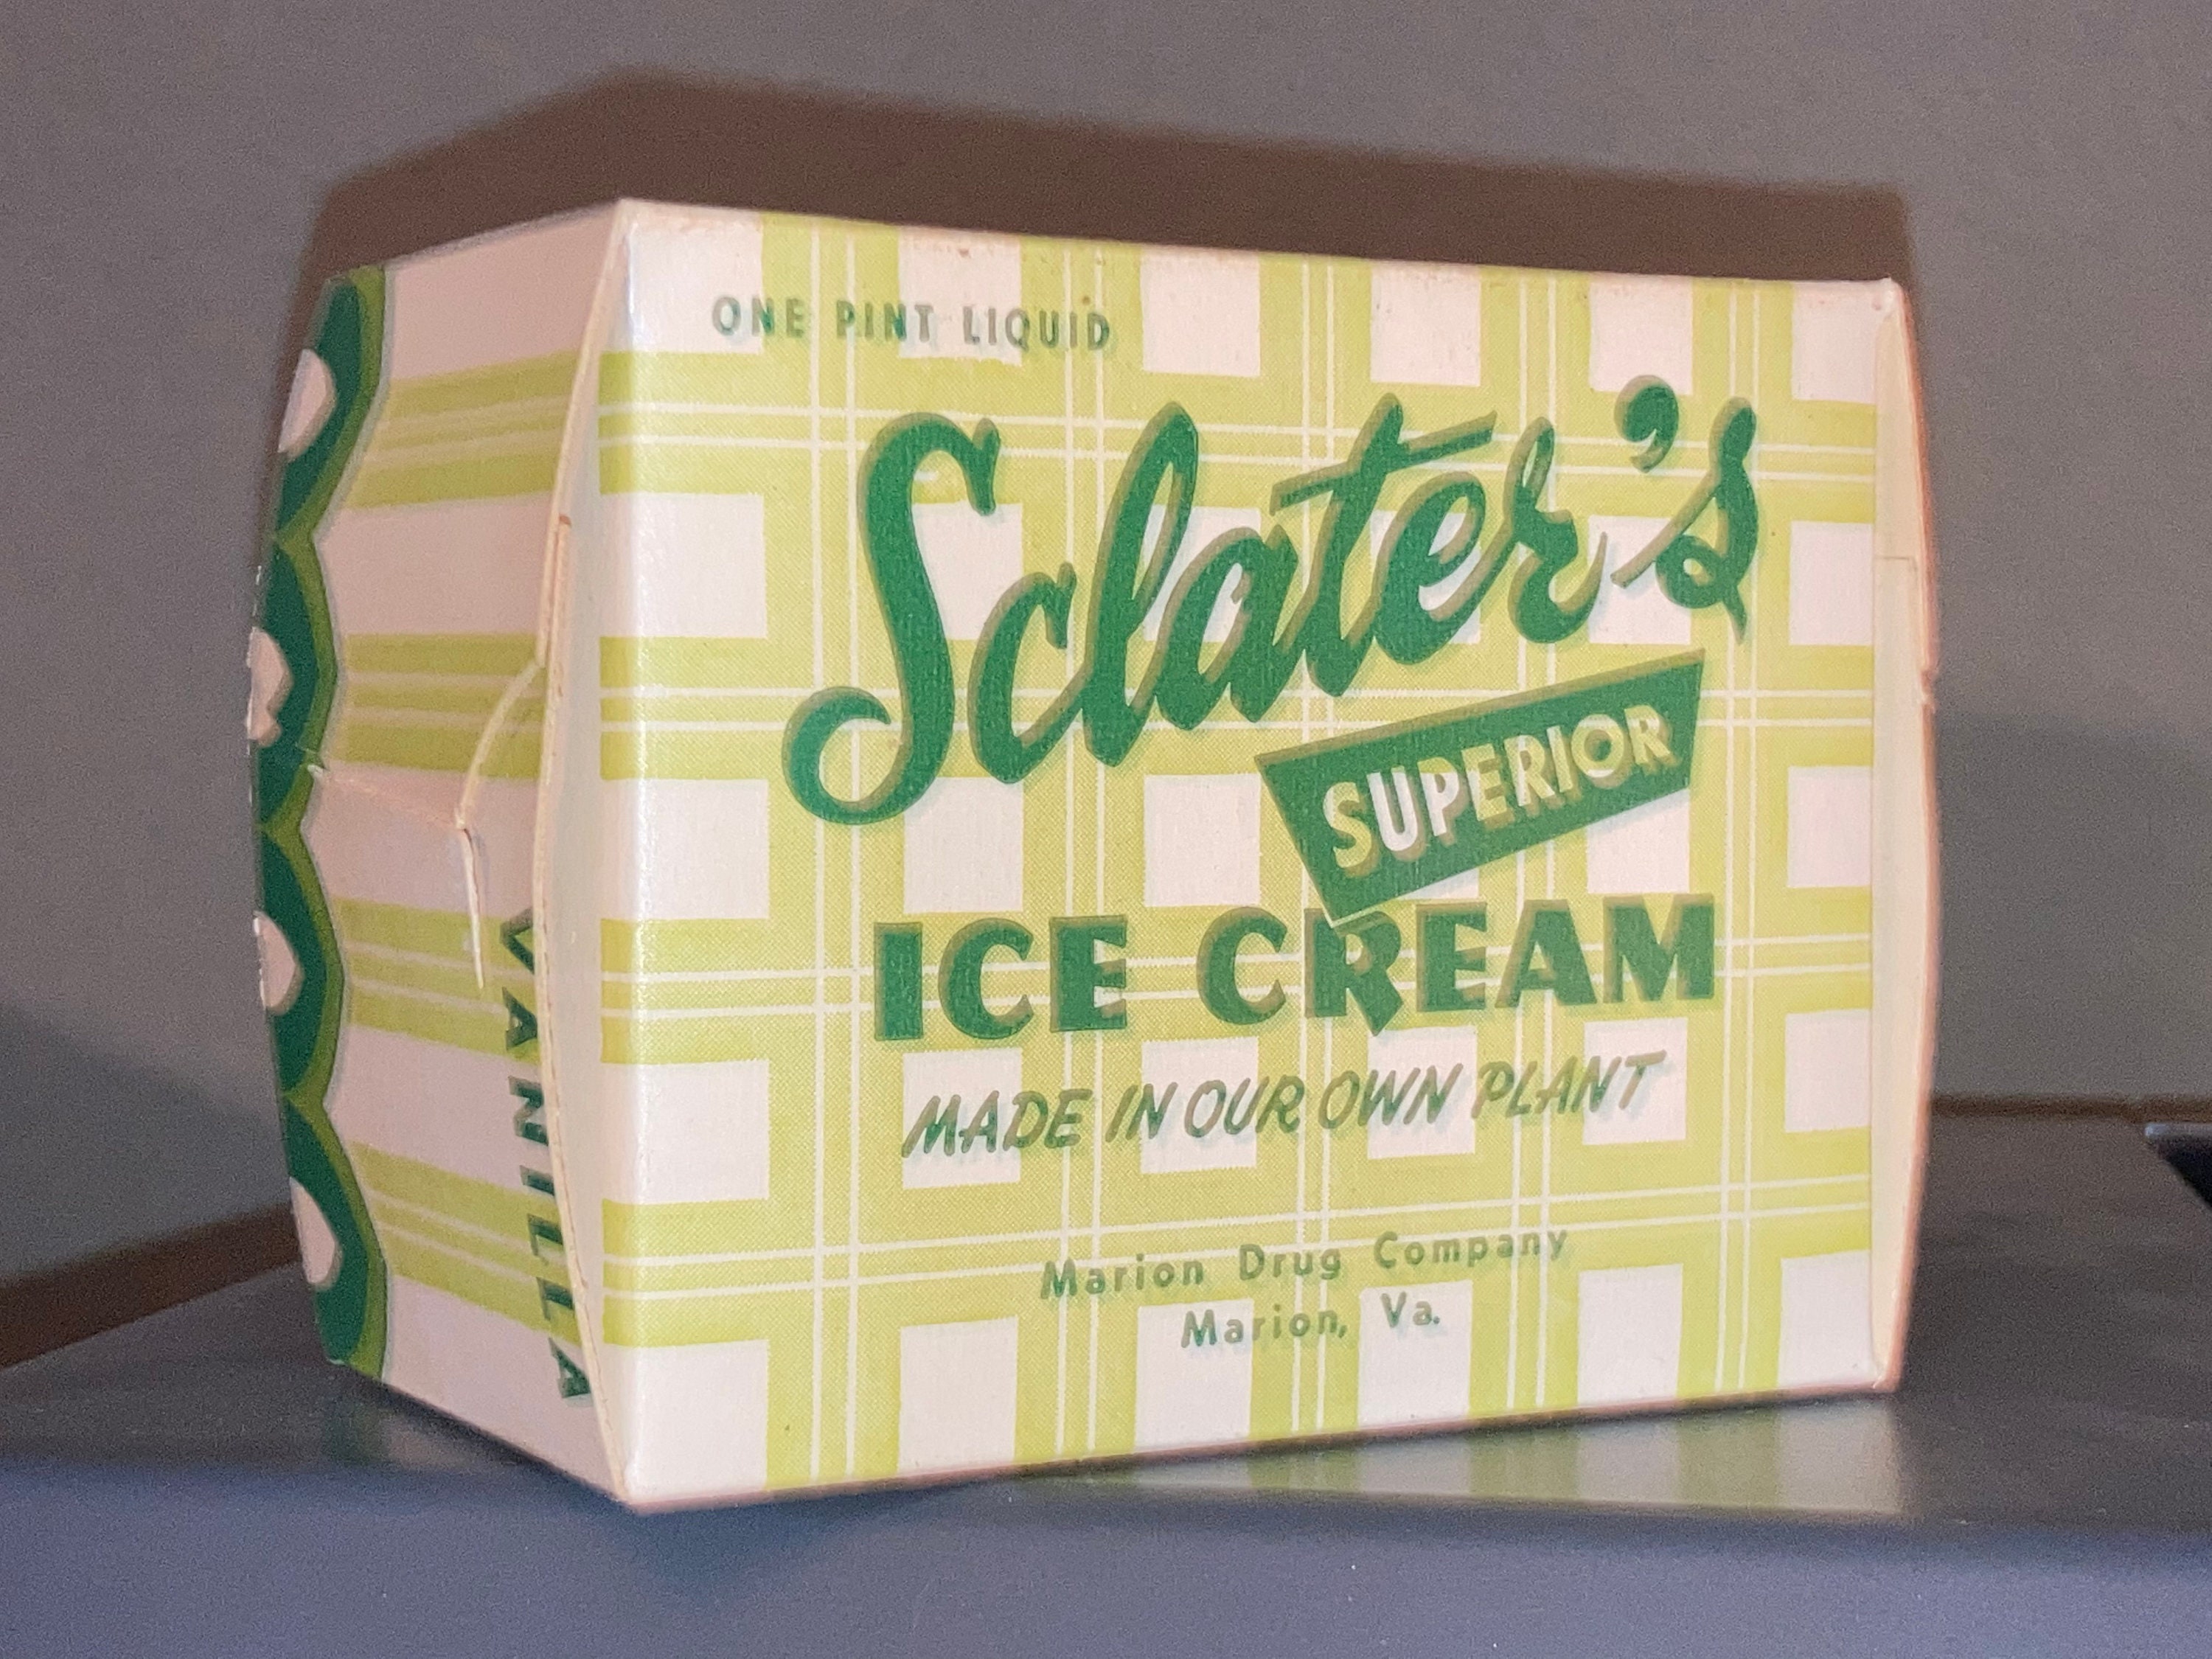 ONE PINT LIQUID
Sclater's
SUPERIOR
ICE CREAM
MADE IN OUR OWN PLANT
Marion Drug Company
Marion, Va.
VANILLA